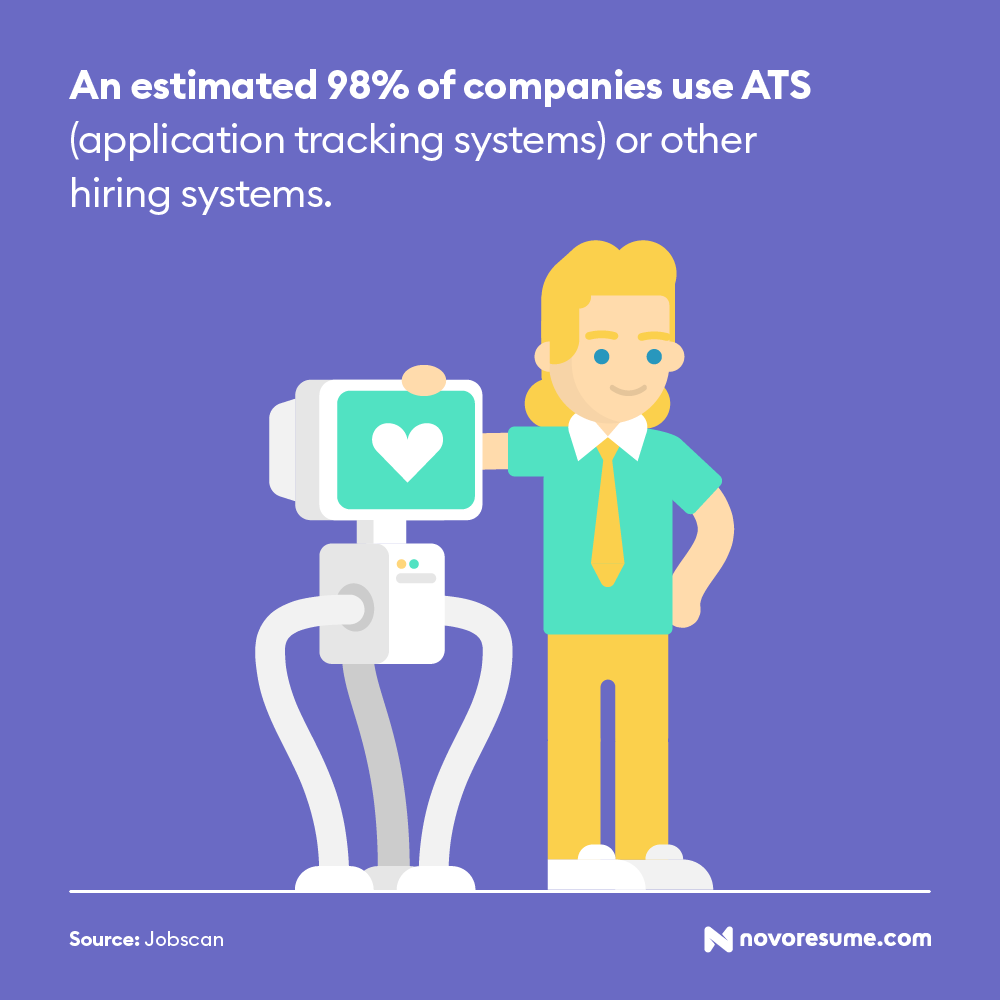 An estimated 98% of companies use ATS
(application tracking systems) or other
hiring systems.
Source: Jobscan
novoresume.com